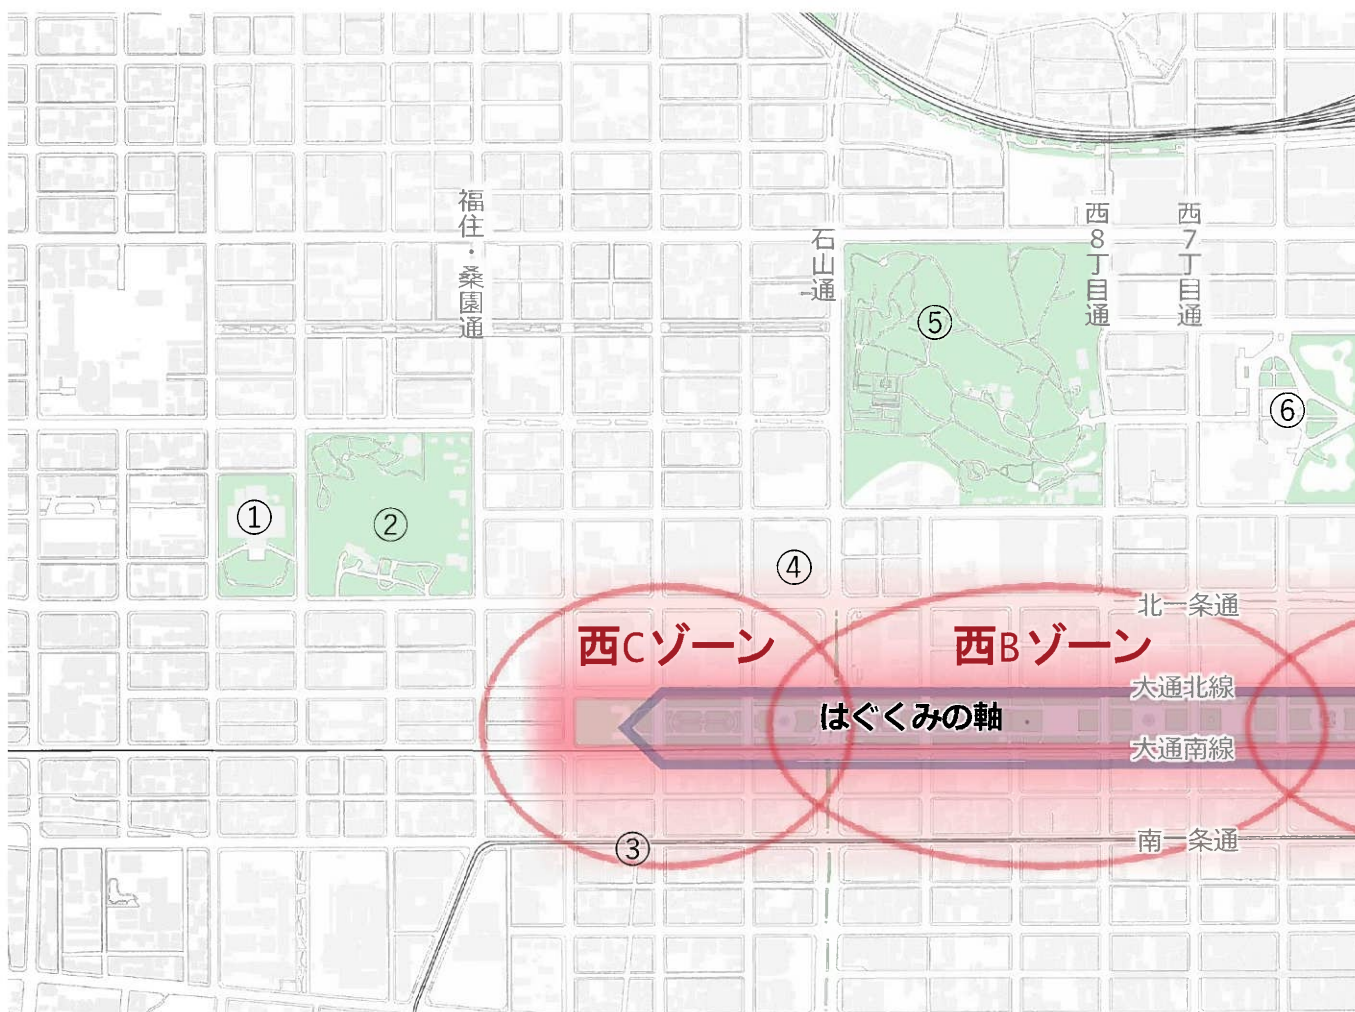 福住・桑園通
石山通
西8丁目通
西7丁目通
⑤
⑥
①
②
④
北一条通
西Cゾーン
西Bゾーン
大通北線
はぐくみの軸
大通南線
南一条通
③